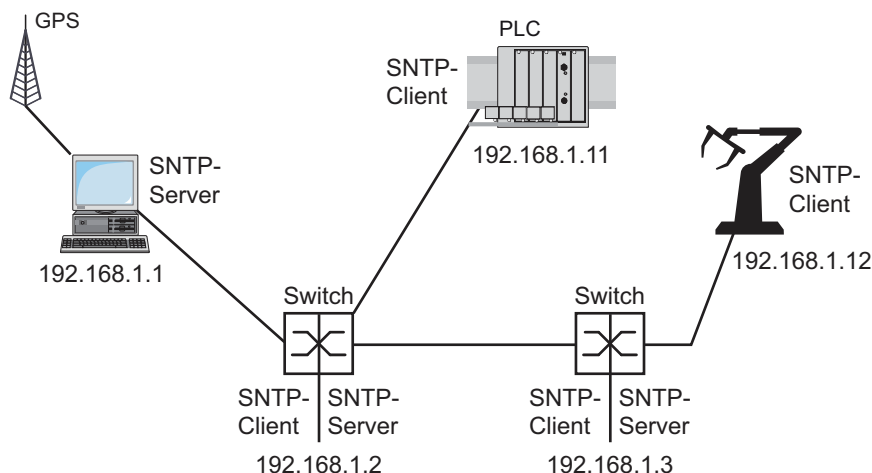 GPS
PLC
SNTP-
Client
192.168.1.11
SNTP-
Server
192.168.1.1
SNTP-
Client
192.168.1.12
Switch
Switch
SNTP-
Client
SNTP-
Server
192.168.1.2
SNTP-
Client
SNTP-
Server
192.168.1.3